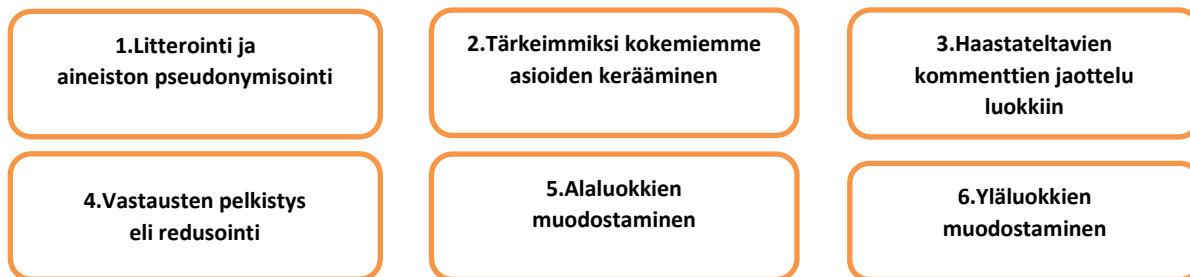 1.Litterointi ja
aineiston pseudonymisointi
2.Tärkeimmiksi kokemiemme
asioiden kerääminen
3.Haastateltavien
kommenttien jaottelu
luokkiin
4.Vastausten pelkistys
eli redusointi
5.Alaluokkien
muodostaminen
6.Yläluokkien
muodostaminen